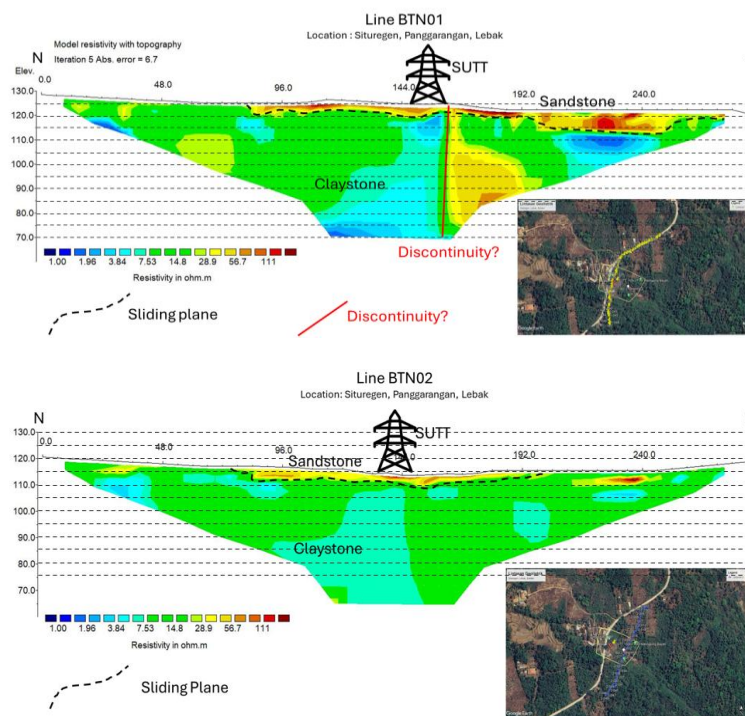 Line BTN01
Location : Situregen, Panggarangan, Lebak
N
Model resistivity with topography
Iteration 5 Abs. error = 6.7
SUTT
Elev.
0.0 48.0 96.0 144.0 192.0 240.0
Sandstone
130.0
120.0
110.0
100.0
90.0
80.0
70.0
Claystone
Discontinuity?
1.00 1.96 3.84 7.53 14.8 28.9 56.7 111
Resistivity in ohm.m
Sliding plane
Discontinuity?
Google Earth
Line BTN02
Location: Situregen, Panggarangan, Lebak
N
SUTT
130.0
0.0 48.0 96.0 192.0 240.0
Sandstone
120.0
110.0
100.0
90.0
80.0
70.0
Claystone
1.00 1.96 3.84 7.53 14.8 28.9 56.7 111
Resistivity in ohm.m
Sliding Plane
Google Earth